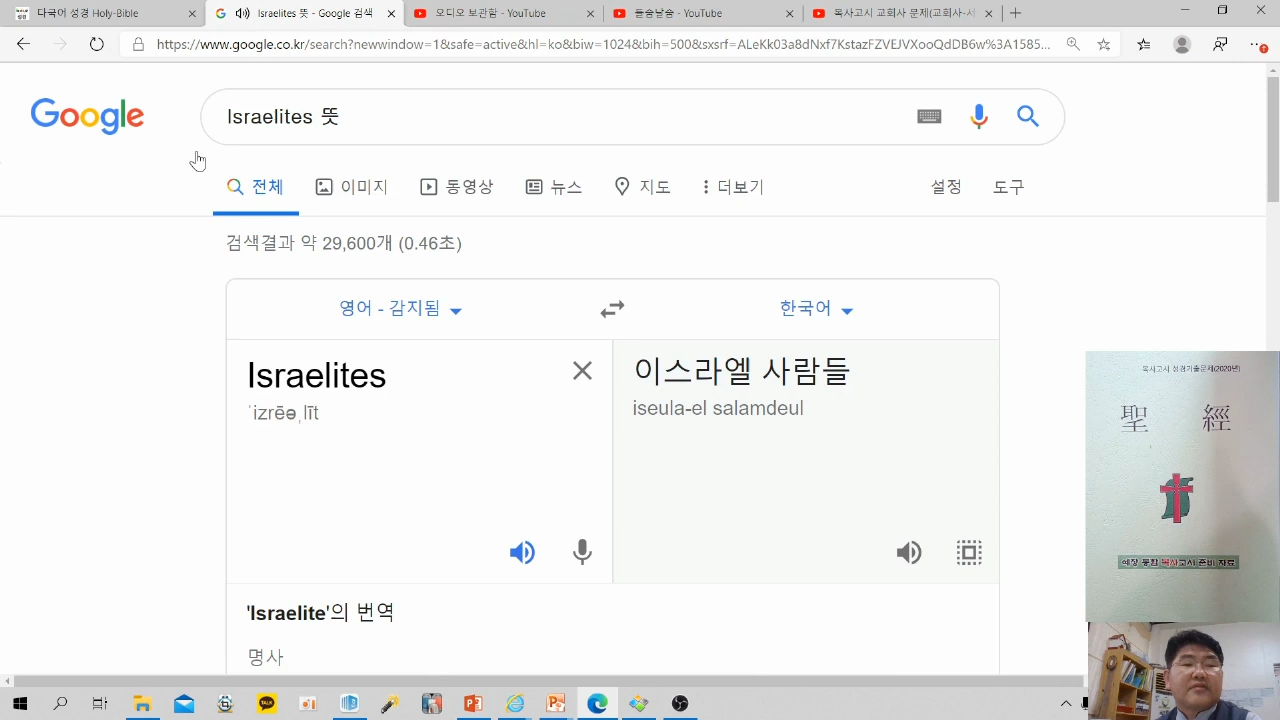 다국어 성경 Holy-Bible
Israelites 뜻 - Google 검색
오디오 보관함 - YouTube
들을낭송 - YouTube
목사고시 교회사 문제(교회사-서
https://www.google.co.kr/search?newwindow=1&safe=active&hl=ko&biw=1024&bih=500&sxsrf=ALeKk03a8dNxf7KstazFZVEJVXooQdDB6w%3A1585...
Google
Israelites 뜻
전체
이미지
동영상
뉴스
지도
더보기
설정
도구
검색결과 약 29,600개 (0.46초)
영어 - 감지됨
한국어
Israelites
이스라엘 사람들
ˈizrēəˌlīt
iseula-el salamdeul
'Israelite'의 번역
명사
목사고시 성경기출문제(2020년)
聖 經
예장 통합 목사고시 준비 자료
TALK